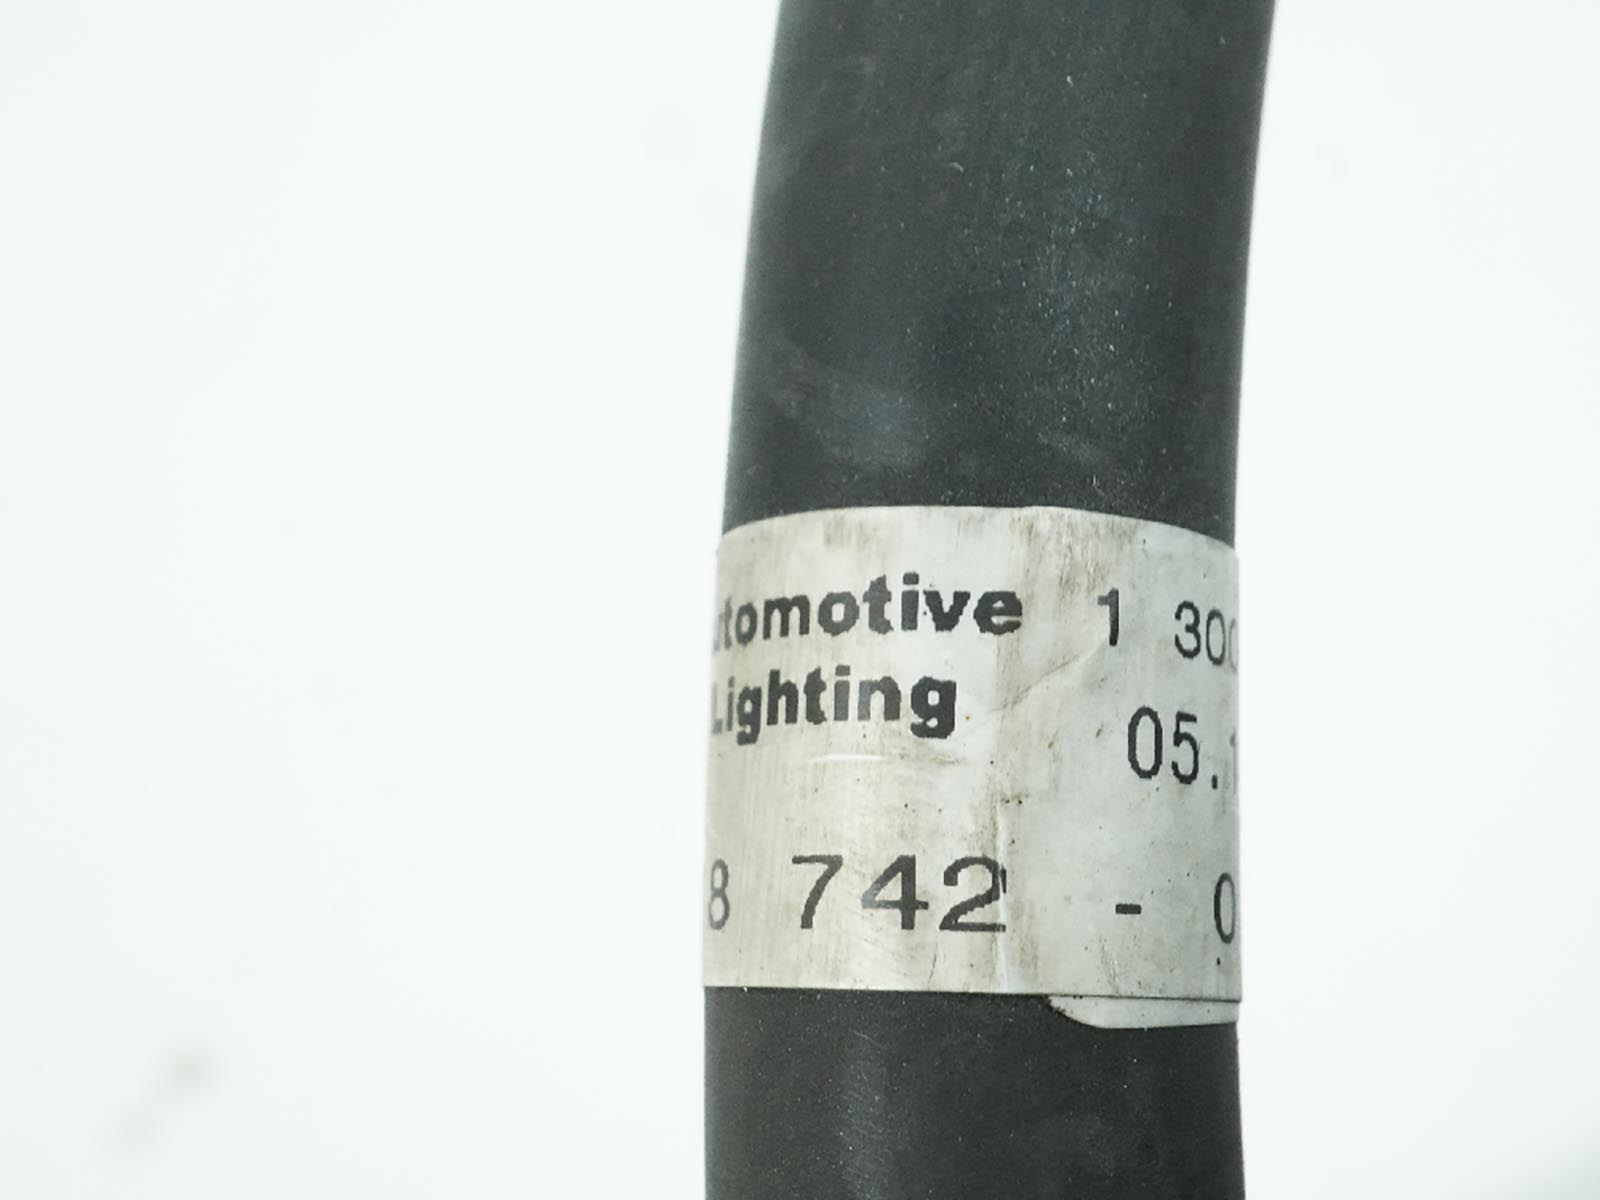 utomotive 1 300
Lighting 05.1
8 742 - 0